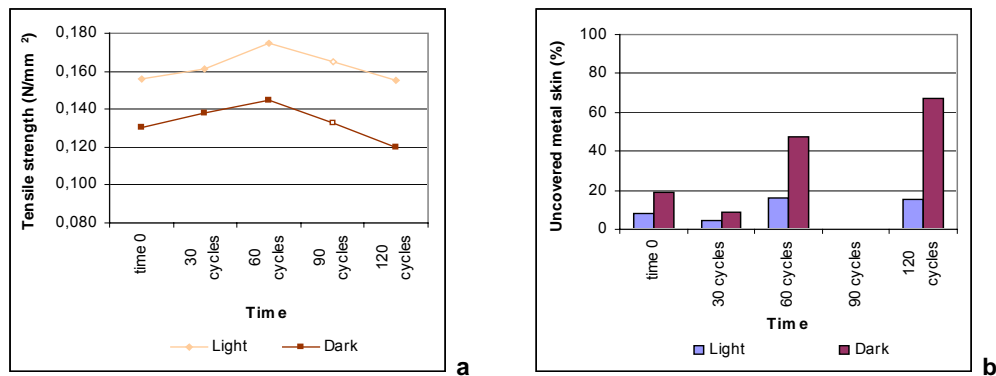 Tensile strength (N/mm ²)
0,180
0,160
0,140
0,120
0,100
0,080
time 0
30
cycles
60
cycles
90
cycles
120
cycles
Time
Light
Dark
a
Uncovered metal skin (%)
100
80
60
40
20
0
time 0
30 cycles
60 cycles
90 cycles
120
cycles
Time
Light
Dark
b